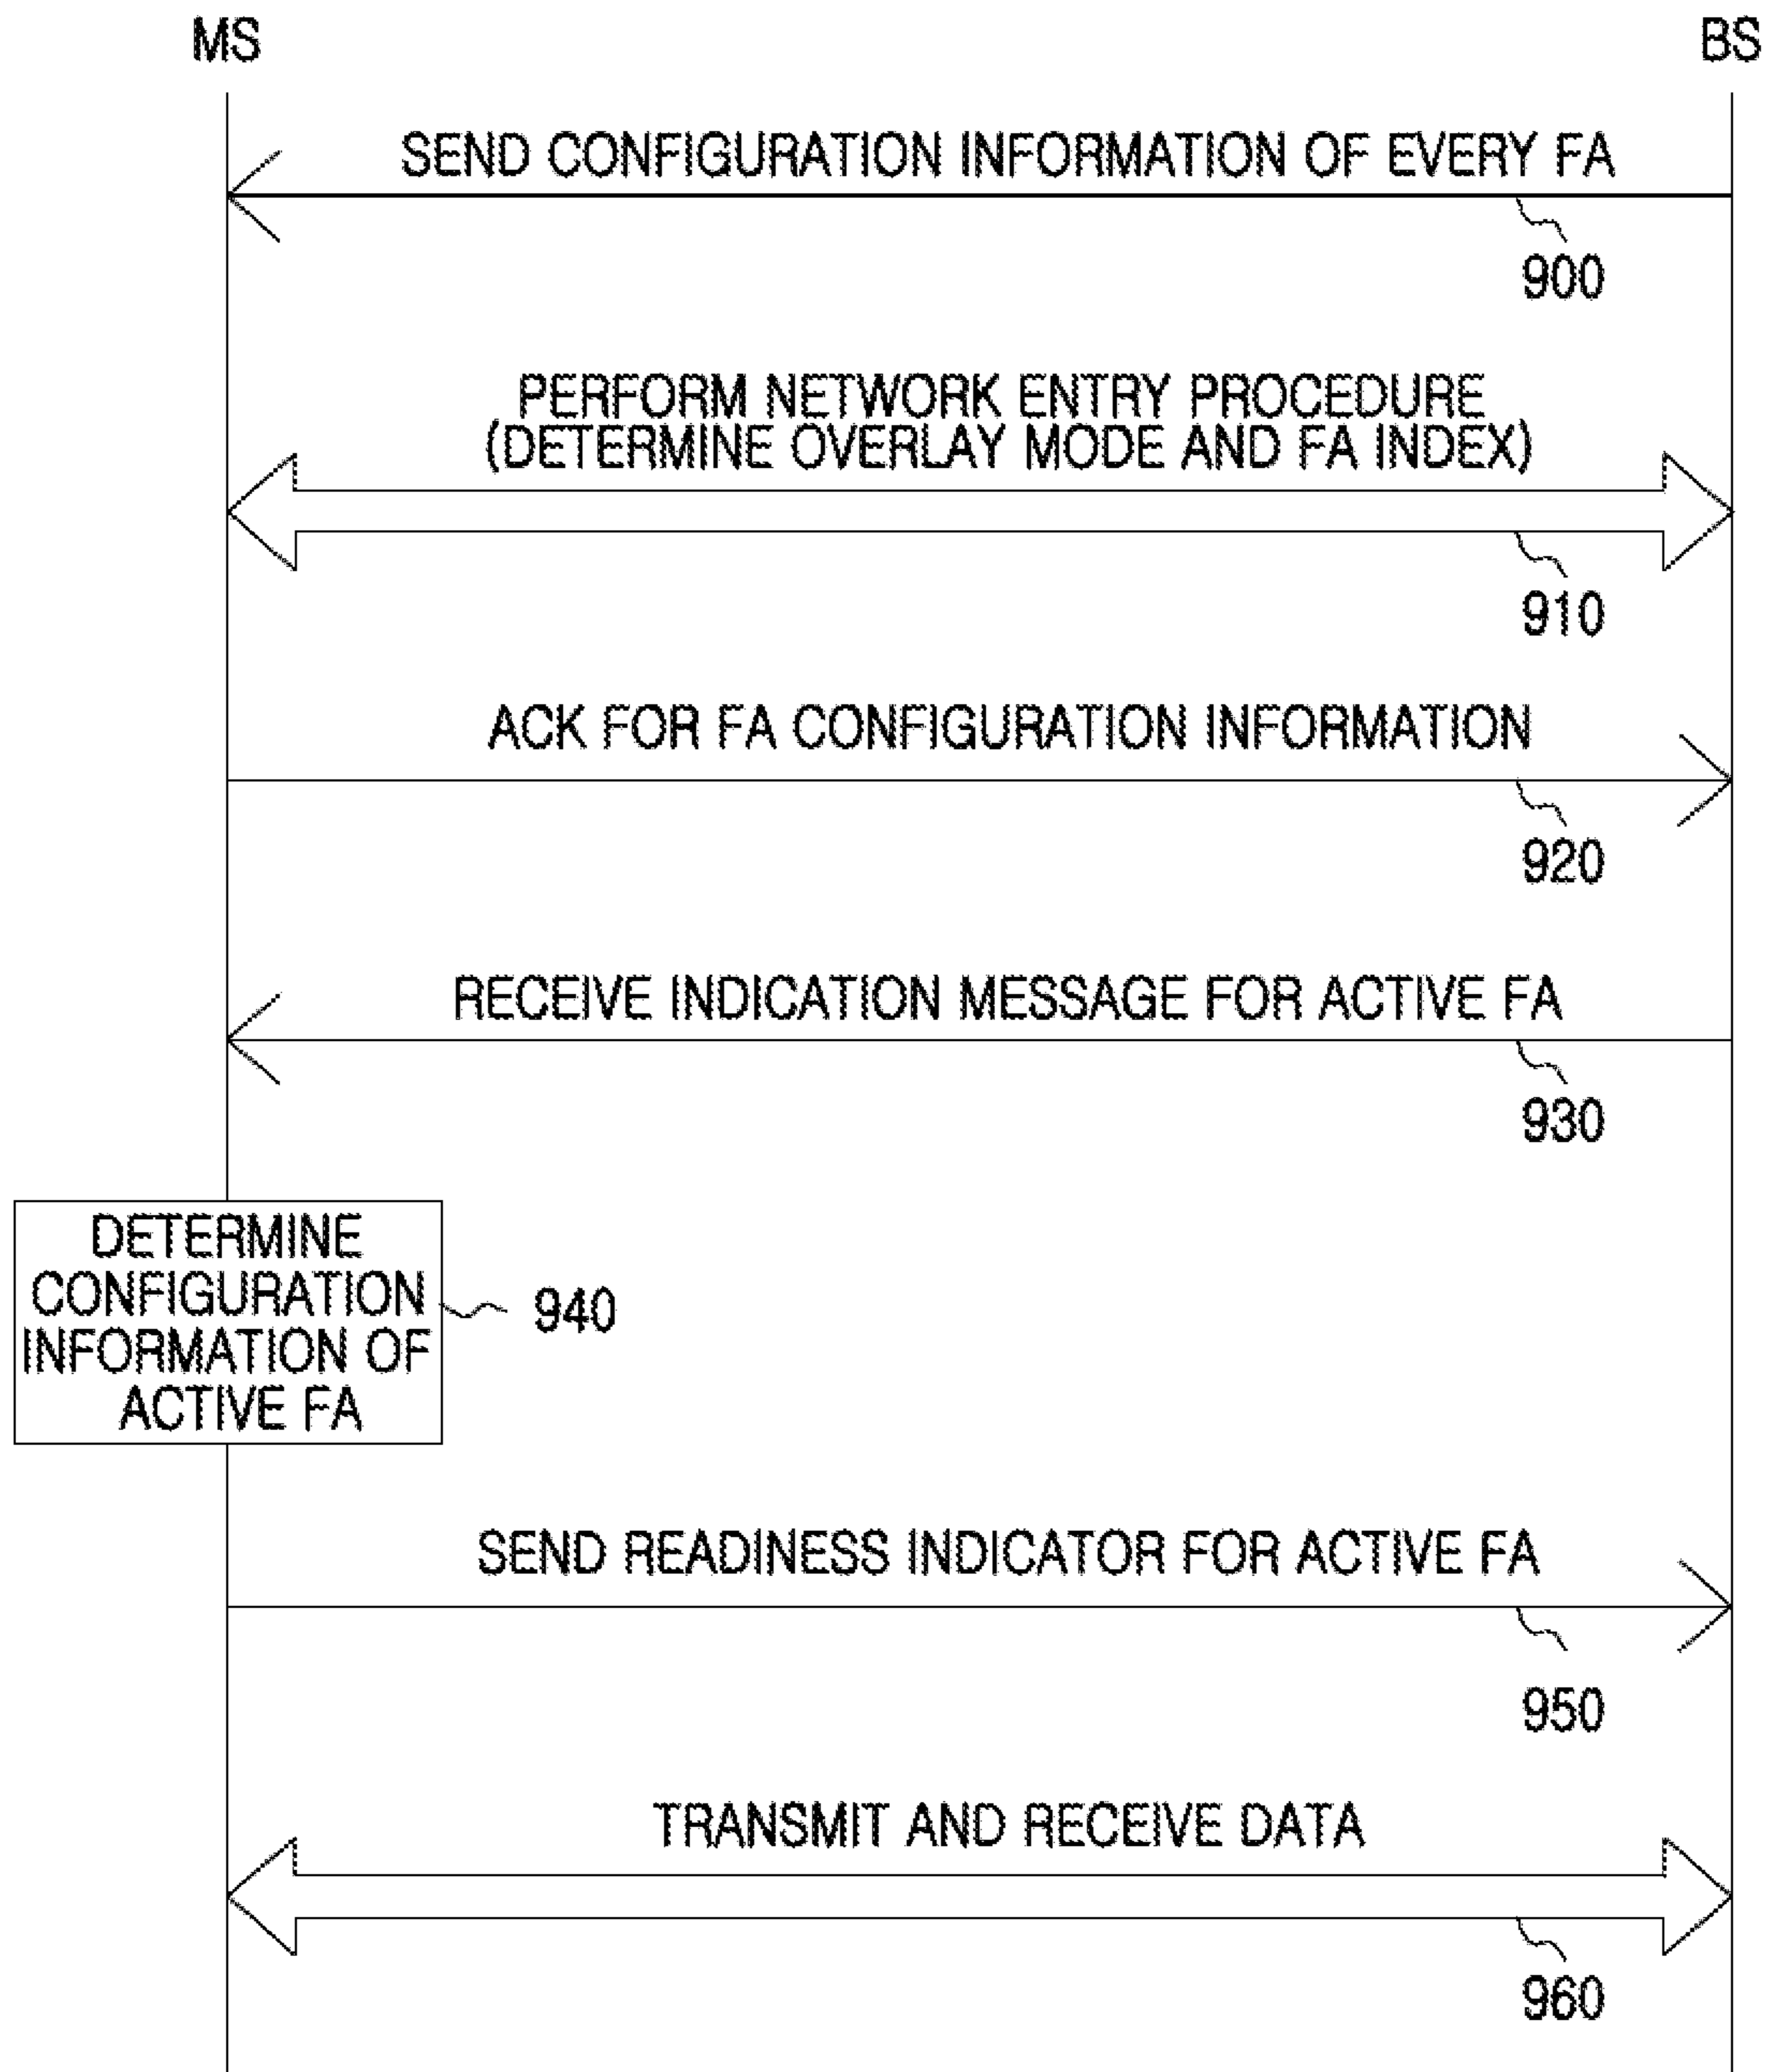 MS
BS
SEND CONFIGURATION INFORMATION OF EVERY FA
900
PERFORM NETWORK ENTRY PROCEDURE
(DETERMINE OVERLAY MODE AND FA INDEX)
910
ACK FOR FA CONFIGURATION INFORMATION
920
RECEIVE INDICATION MESSAGE FOR ACTIVE FA
930
DETERMINE
CONFIGURATION
INFORMATION OF
ACTIVE FA
940
SEND READINESS INDICATOR FOR ACTIVE FA
950
TRANSMIT AND RECEIVE DATA
960